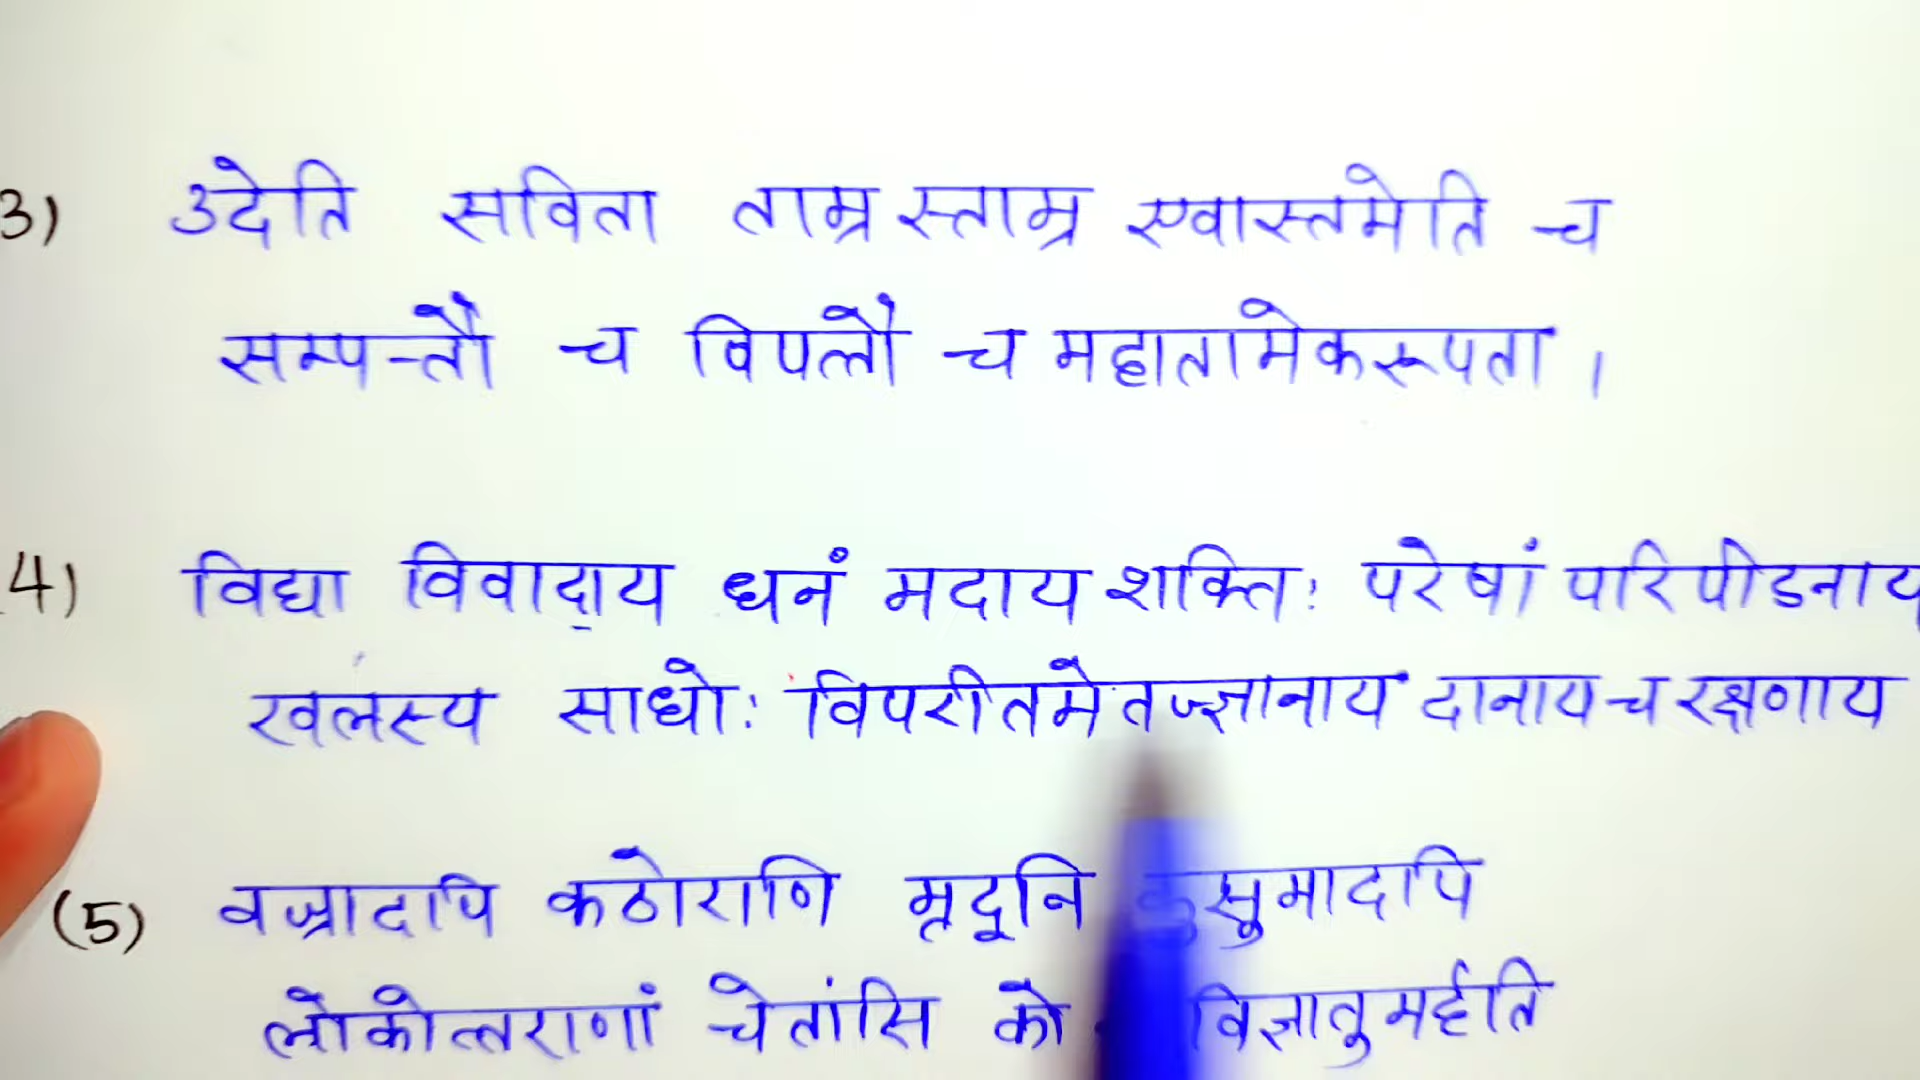 3) उदेति सविता ताम्रस्ताम्र एवास्तमेति च
सम्पत्तौ च विपत्तौ च महातामेकरूपता ।
4) विद्या विवादाय धनं मदाय शक्तिः परेषां परिपीडनाय
खलस्य साधोः विपरीतमेतज्ज्ञानाय दानाय च रक्षणाय
(5) वज्रादपि कठोराणि मृदूनि कुसुमादपि
लोकोत्तराणां चेतांसि को विज्ञातुमर्हति